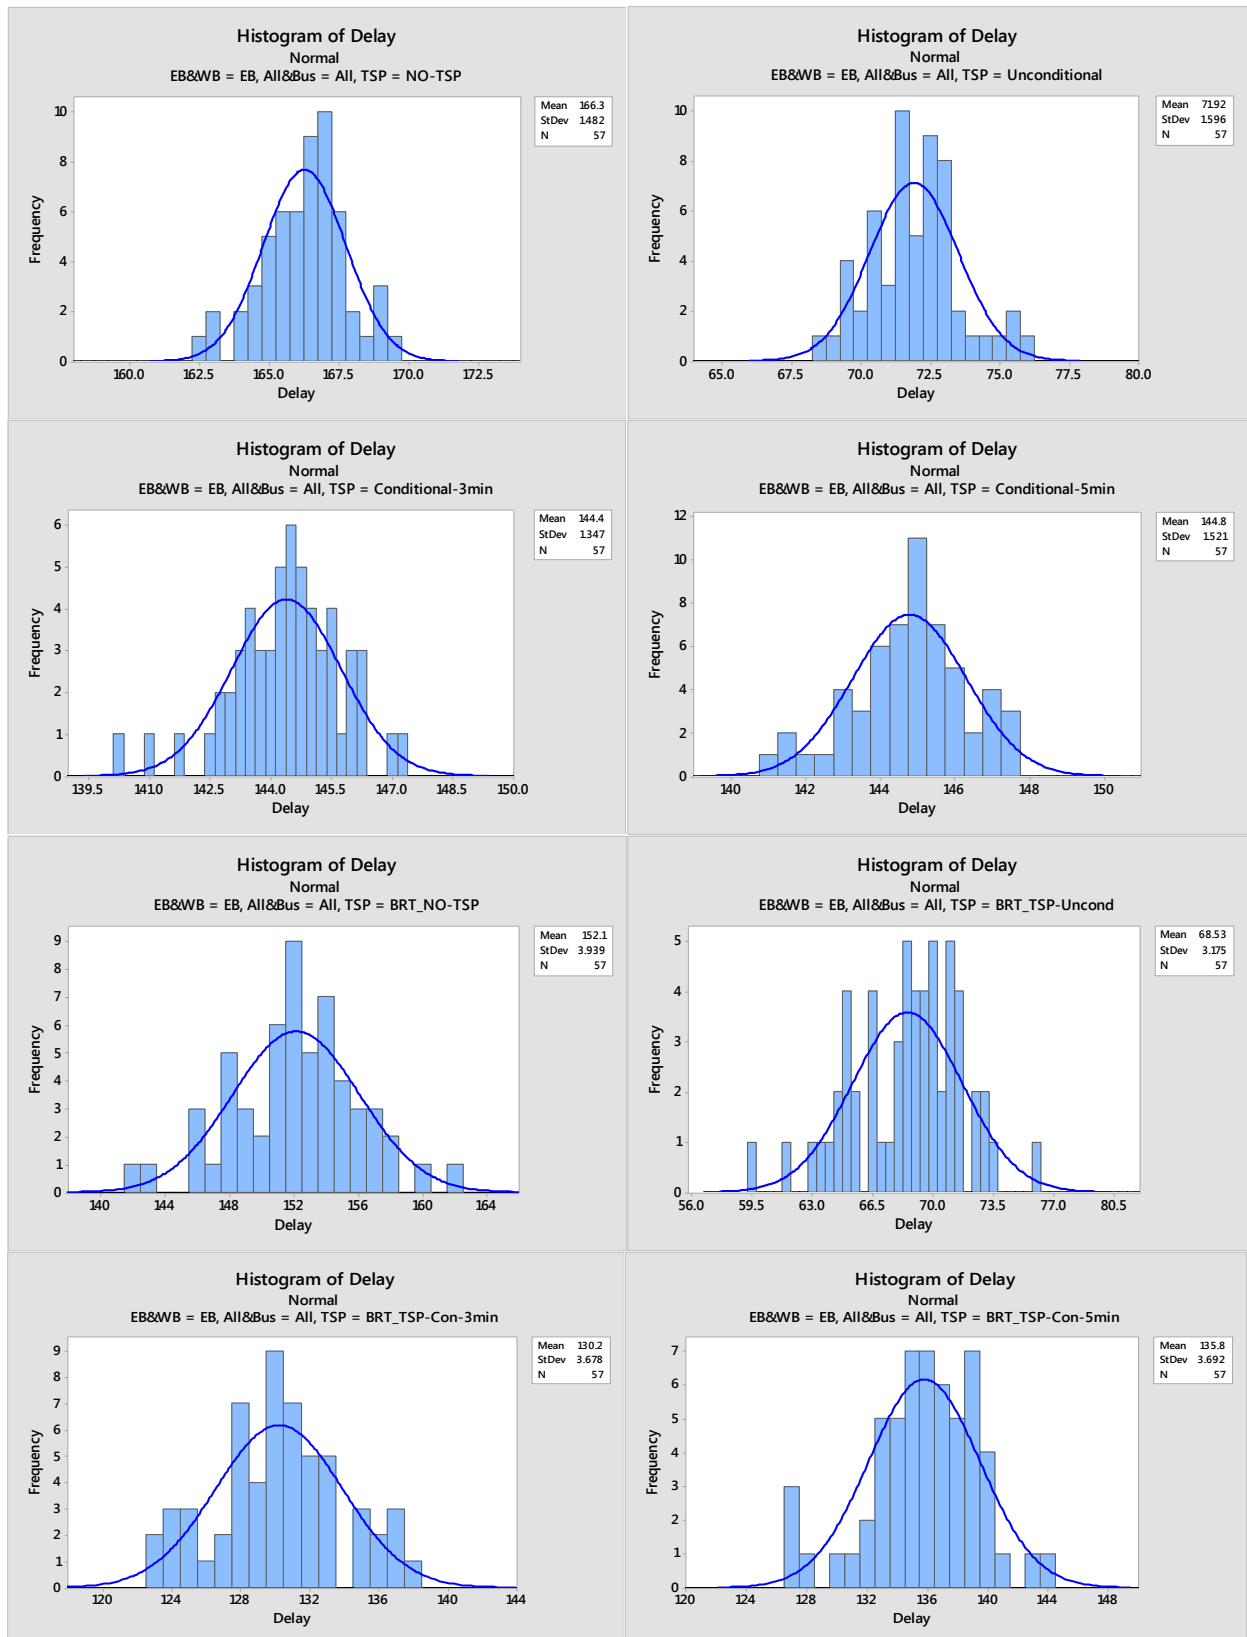 Histogram of Delay
Normal
EB&WB = EB, All&Bus = All, TSP = NO-TSP
Mean 166.3
StDev 1.482
N 57
Frequency
10
8
6
4
2
0
160.0 162.5 165.0 167.5 170.0 172.5
Delay
Histogram of Delay
Normal
EB&WB = EB, All&Bus = All, TSP = Unconditional
Mean 71.92
StDev 1.596
N 57
Frequency
10
8
6
4
2
0
65.0 67.5 70.0 72.5 75.0 77.5 80.0
Delay
Histogram of Delay
Normal
EB&WB = EB, All&Bus = All, TSP = Conditional-3min
Mean 144.4
StDev 1.347
N 57
Frequency
6
5
4
3
2
1
0
139.5 141.0 142.5 144.0 145.5 147.0 148.5 150.0
Delay
Histogram of Delay
Normal
EB&WB = EB, All&Bus = All, TSP = Conditional-5min
Mean 144.8
StDev 1.521
N 57
Frequency
12
10
8
6
4
2
0
140 142 144 146 148 150
Delay
Histogram of Delay
Normal
EB&WB = EB, All&Bus = All, TSP = BRT_NO-TSP
Mean 152.1
StDev 3.939
N 57
Frequency
9
8
7
6
5
4
3
2
1
0
140 144 148 152 156 160 164
Delay
Histogram of Delay
Normal
EB&WB = EB, All&Bus = All, TSP = BRT_TSP-Uncond
Mean 68.53
StDev 3.175
N 57
Frequency
5
4
3
2
1
0
56.0 59.5 63.0 66.5 70.0 73.5 77.0 80.5
Delay
Histogram of Delay
Normal
EB&WB = EB, All&Bus = All, TSP = BRT_TSP-Con-3min
Mean 130.2
StDev 3.678
N 57
Frequency
9
8
7
6
5
4
3
2
1
0
120 124 128 132 136 140 144
Delay
Histogram of Delay
Normal
EB&WB = EB, All&Bus = All, TSP = BRT_TSP-Con-5min
Mean 135.8
StDev 3.692
N 57
Frequency
7
6
5
4
3
2
1
0
120 124 128 132 136 140 144 148
Delay